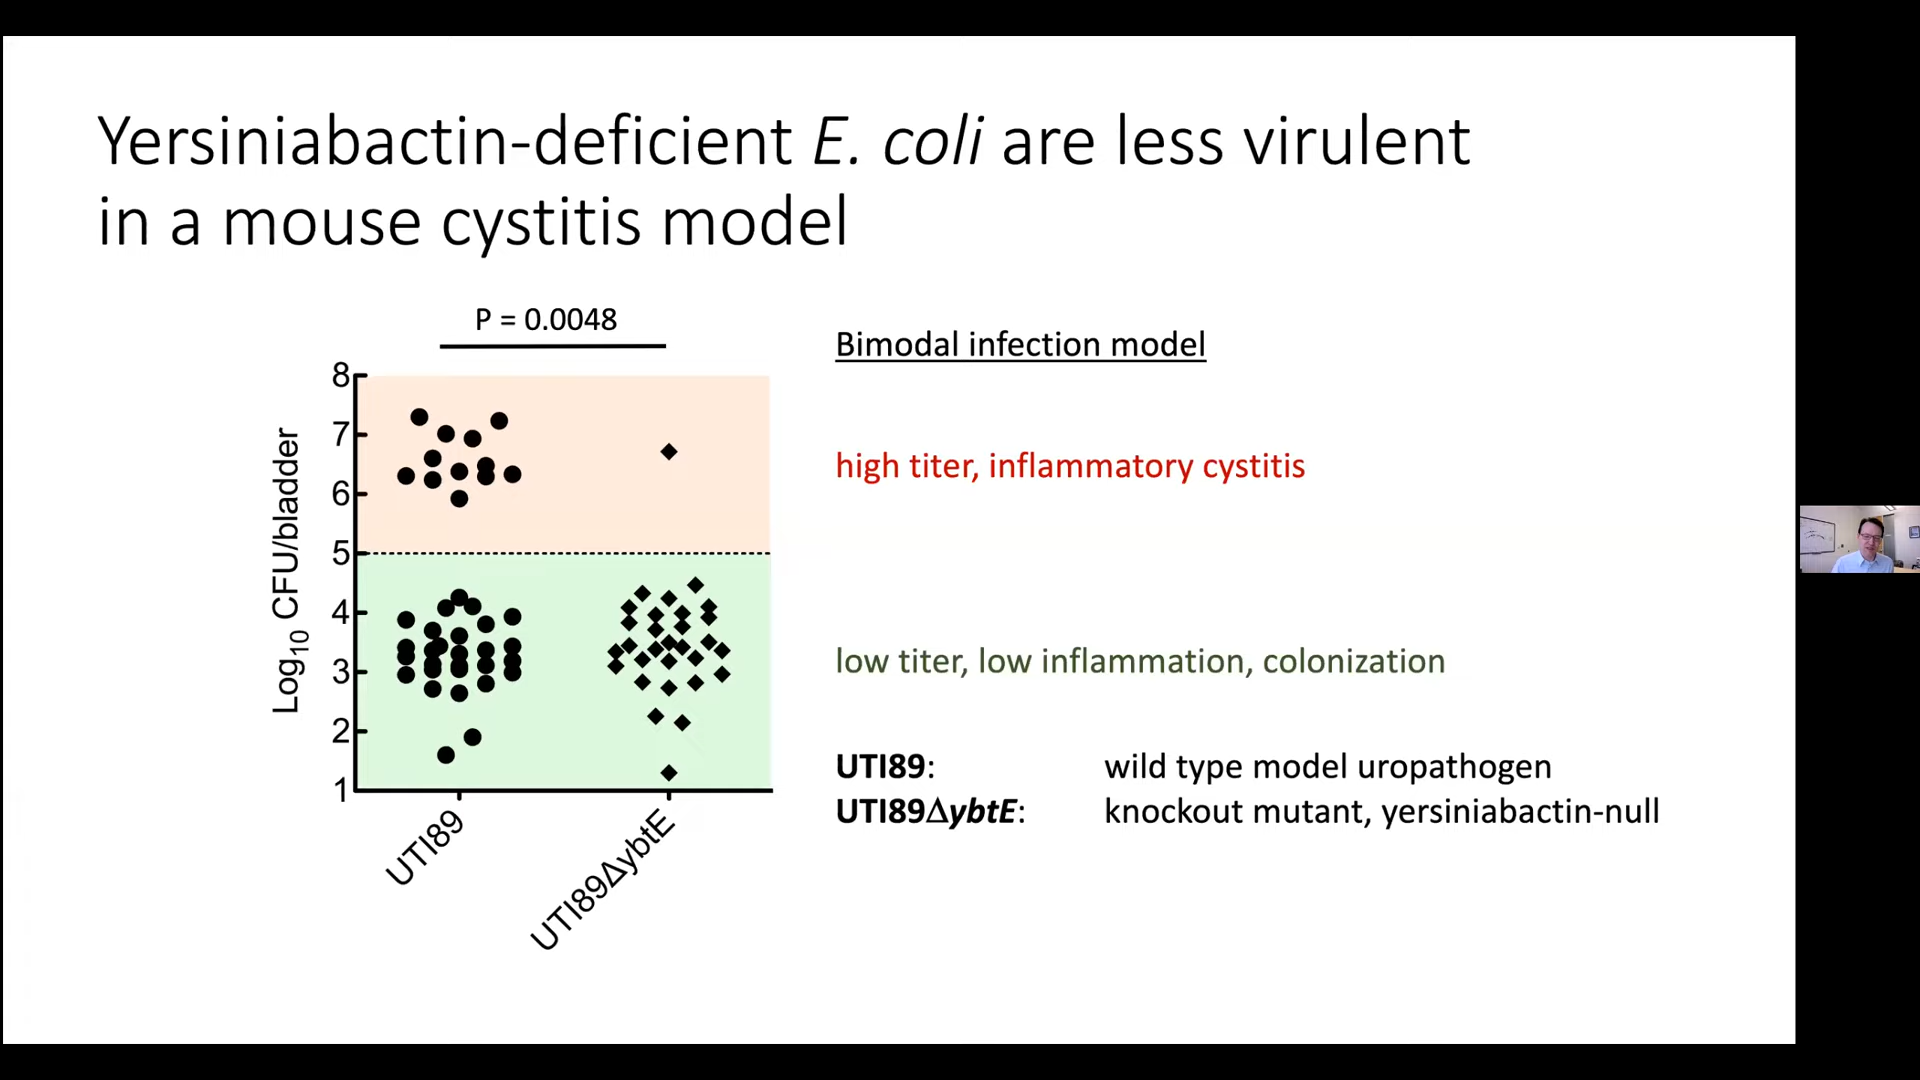 Yersiniabactin-deficient E. coli are less virulent
in a mouse cystitis model
P = 0.0048
Bimodal infection model
8
7
6
5
4
3
2
1
Log10 CFU/bladder
high titer, inflammatory cystitis
low titer, low inflammation, colonization
UTI89: wild type model uropathogen
UTI89ΔybtE: knockout mutant, yersiniabactin-null
UTI89
UTI89ΔybtE